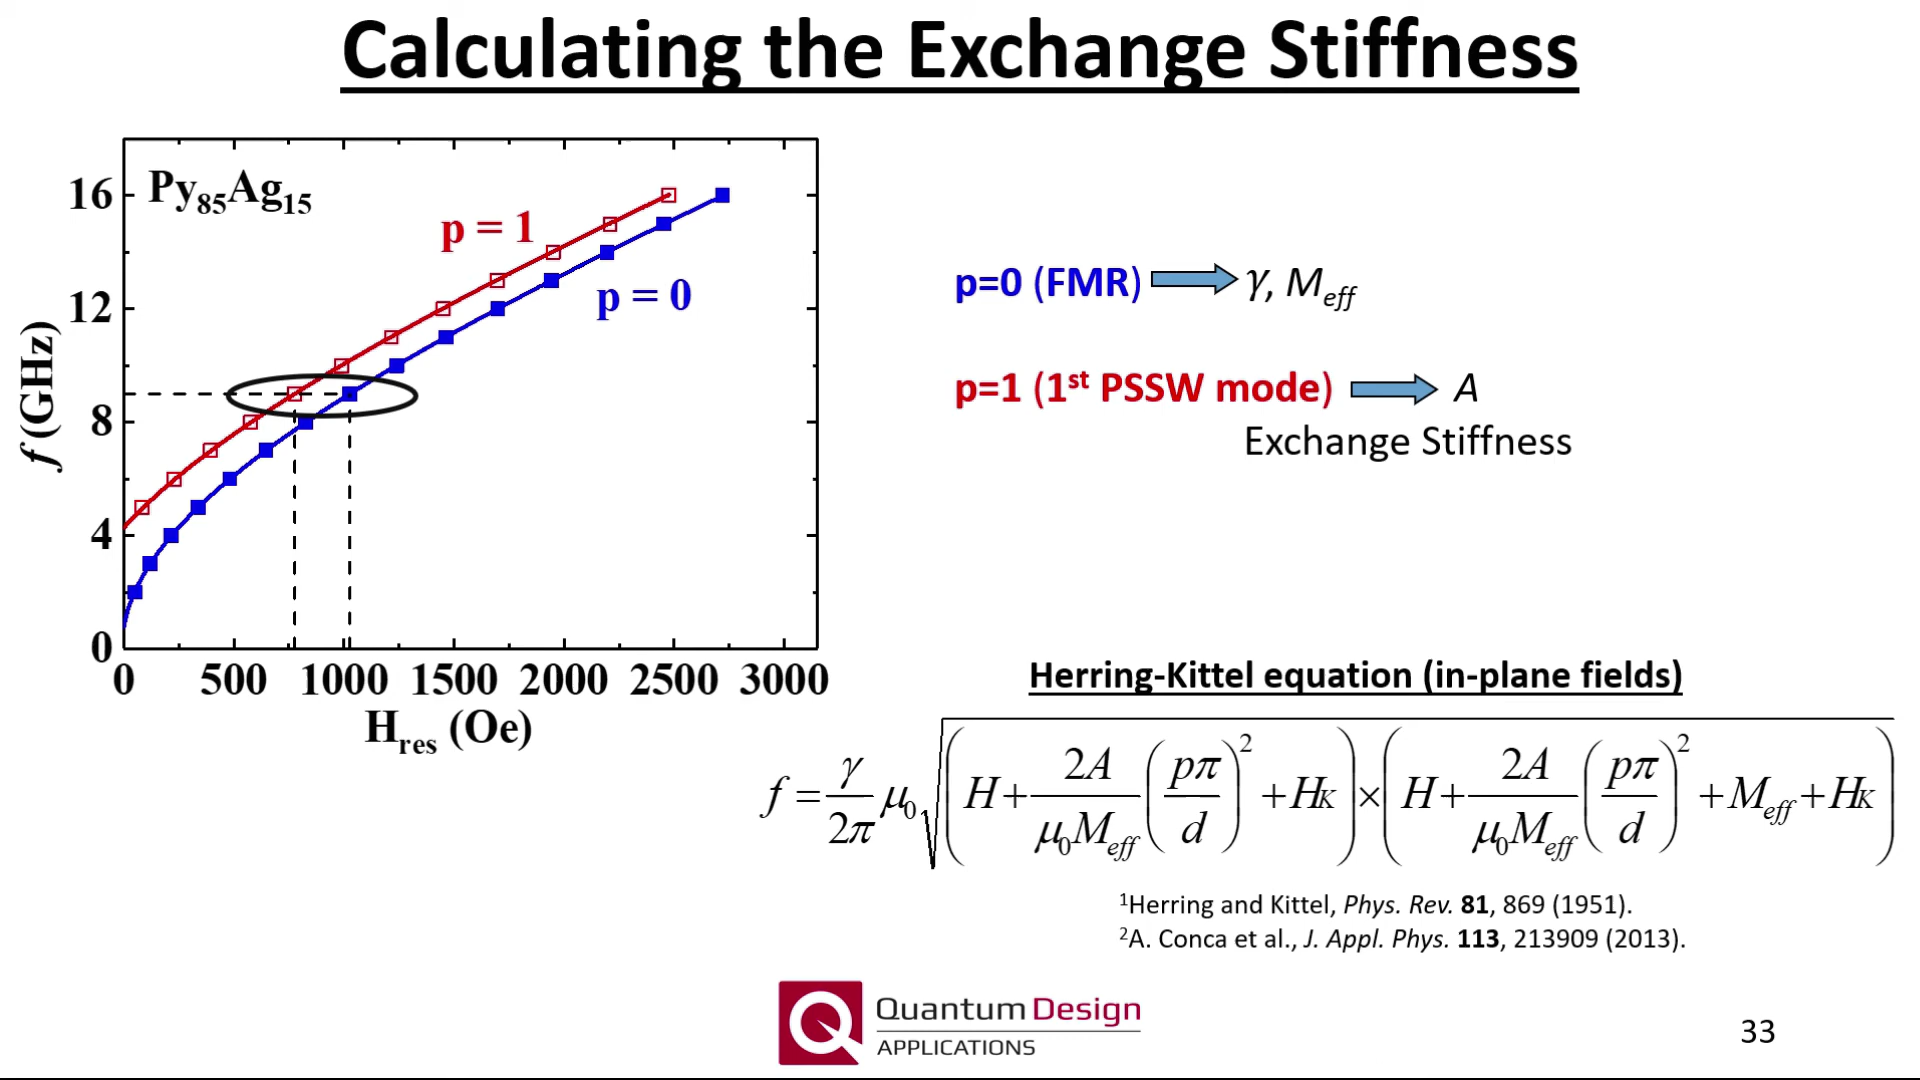 Calculating the Exchange Stiffness
Py₈₅Ag₁₅
p = 1
p = 0
16
12
8
4
0
f (GHz)
0 500 1000 1500 2000 2500 3000
H_res (Oe)
p=0 (FMR) γ, M_eff
p=1 (1ˢᵗ PSSW mode) A
Exchange Stiffness
Herring-Kittel equation (in-plane fields)
f = γ/2π μ₀ √( (H + 2A/(μ₀M_eff) (pπ/d)² + H_K) × (H + 2A/(μ₀M_eff) (pπ/d)² + M_eff + H_K) )
¹Herring and Kittel, Phys. Rev. 81, 869 (1951).
²A. Conca et al., J. Appl. Phys. 113, 213909 (2013).
Quantum Design
APPLICATIONS
33